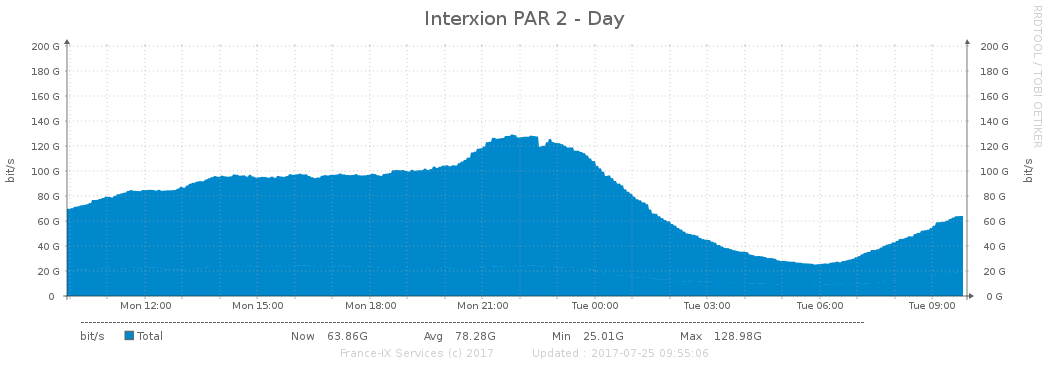 Interxion PAR 2 - Day
RRDTOOL / TOBI OETIKER
bit/s
200 G 200 G
180 G 180 G
160 G 160 G
140 G 140 G
120 G 120 G
100 G 100 G
80 G 80 G
60 G 60 G
40 G 40 G
20 G 20 G
0 0 G
bit/s
Mon 12:00 Mon 15:00 Mon 18:00 Mon 21:00 Tue 00:00 Tue 03:00 Tue 06:00 Tue 09:00
bit/s Total Now 63.86G Avg 78.28G Min 25.01G Max 128.98G
France-IX Services (c) 2017 Updated : 2017-07-25 09:55:06